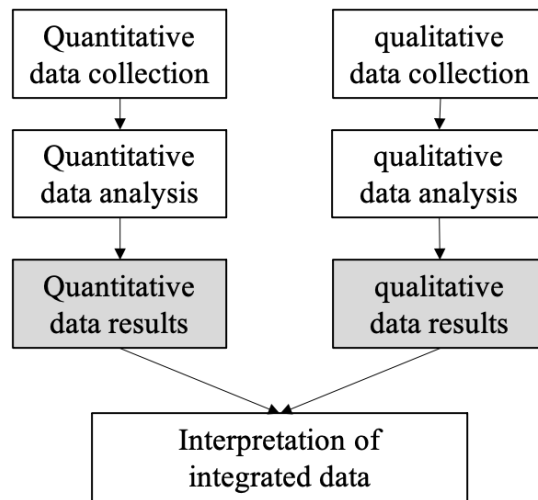 Quantitative
data collection
qualitative
data collection
Quantitative
data analysis
qualitative
data analysis
Quantitative
data results
qualitative
data results
Interpretation of
integrated data